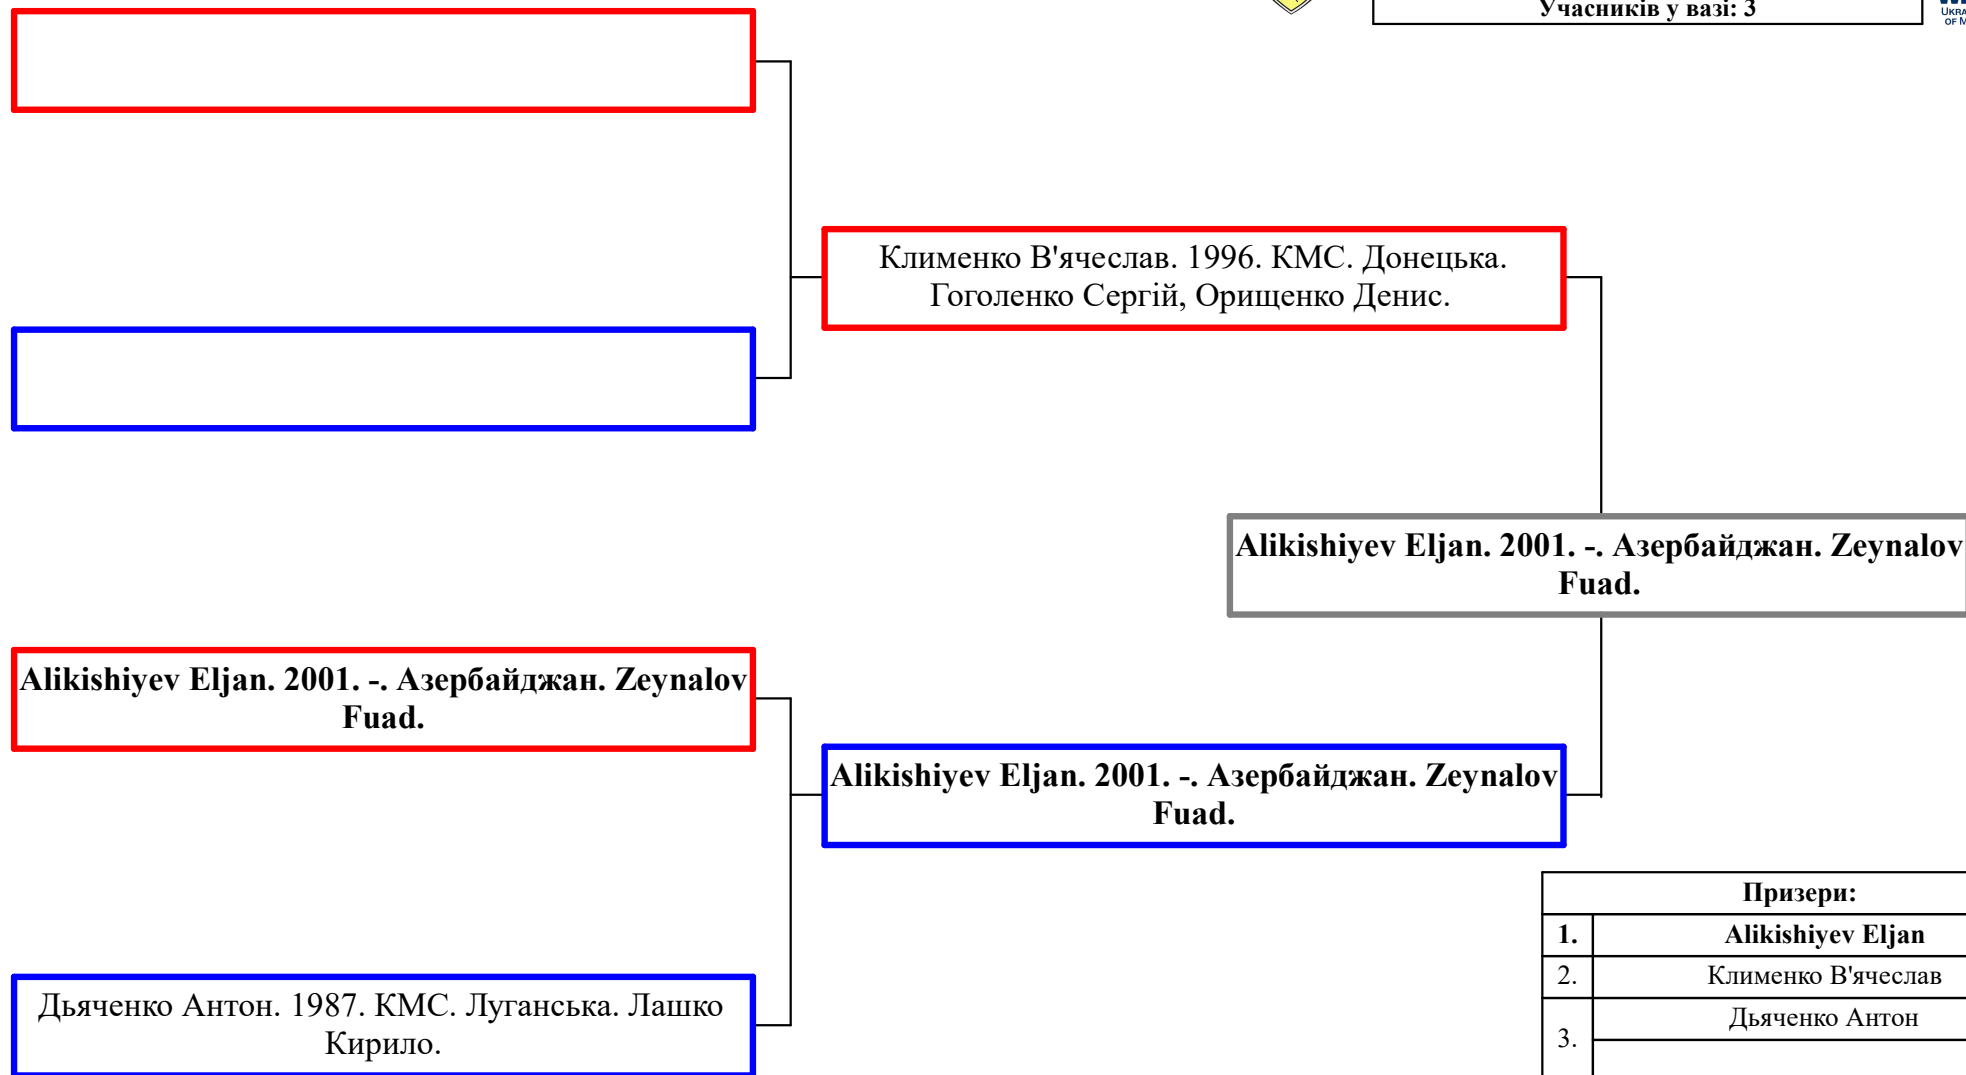 Учасників у вазі: 3
Клименко В'ячеслав. 1996. КМС. Донецька.
Гоголенко Сергій, Орищенко Денис.
Alikishiyev Eljan. 2001. -. Азербайджан. Zeynalov
Fuad.
Alikishiyev Eljan. 2001. -. Азербайджан. Zeynalov
Fuad.
Alikishiyev Eljan. 2001. -. Азербайджан. Zeynalov
Fuad.
Призери:
1. Alikishiyev Eljan
2. Клименко В'ячеслав
3. Дьяченко Антон
Дьяченко Антон. 1987. КМС. Луганська. Лашко
Кирило.